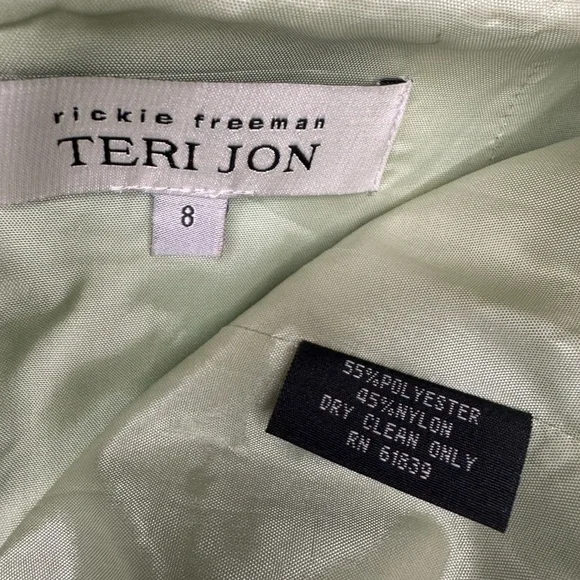 rickie freeman
TERI JON
8
55%POLYESTER
45%NYLON
DRY CLEAN ONLY
RN 61839